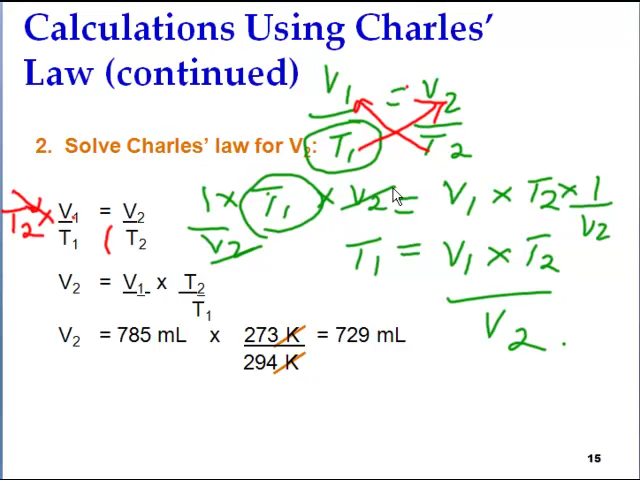 Calculations Using Charles’
Law (continued)
V1 = V2
T1 T2
2. Solve Charles’ law for V2:
T2 × V1 = V2
T1 ( T2
1 × T1 × V2 = V1 × T2 × 1
V2 V2
T1 = V1 × T2
V2 .
V2 = V1 x T2
T1
V2 = 785 mL x 273 K = 729 mL
294 K
15